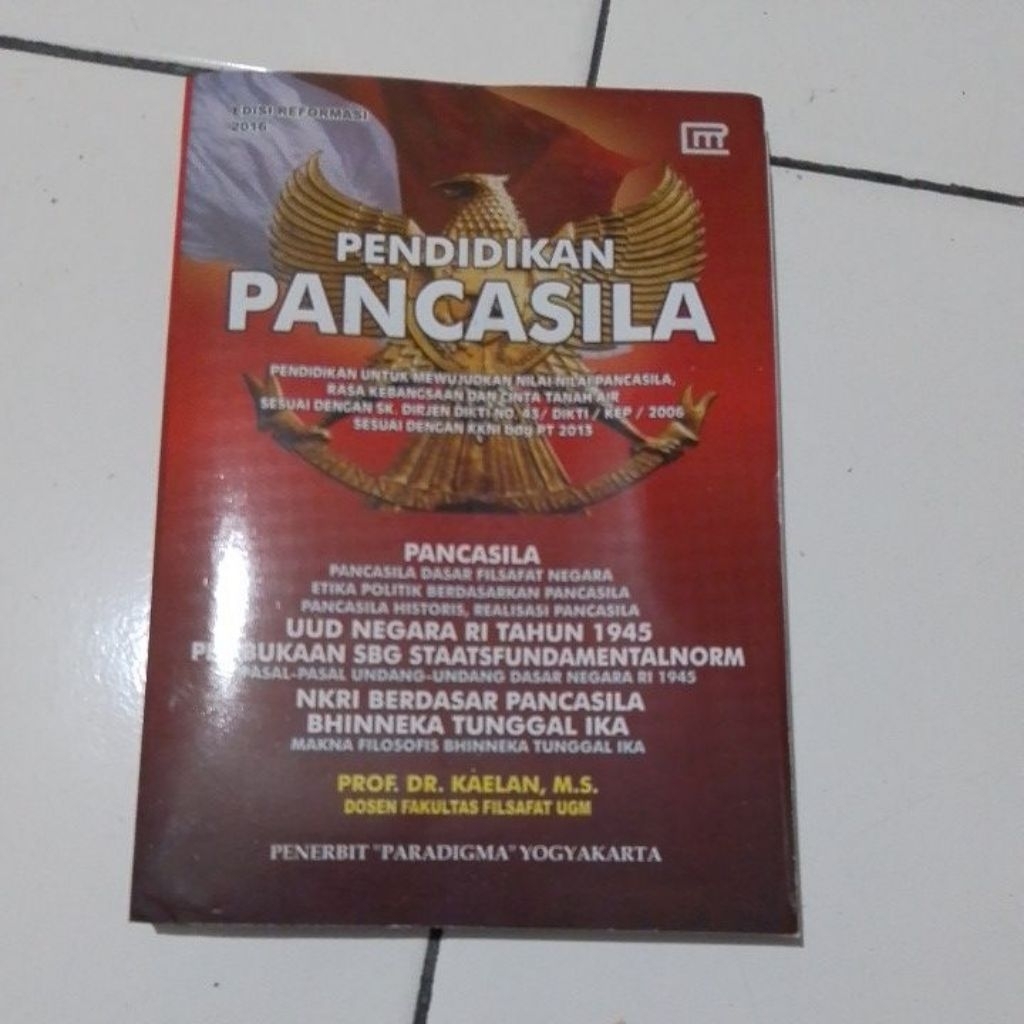 EDISI REFORMASI
2016
PENDIDIKAN
PANCASILA
PENDIDIKAN UNTUK MEWUJUDKAN NILAI-NILAI PANCASILA,
RASA KEBANGSAAN DAN CINTA TANAH AIR
SESUAI DENGAN SK. DIRJEN DIKTI NO. 43/ DIKTI / KEP / 2006
SESUAI DENGAN KKNI PT 2013
PANCASILA
PANCASILA DASAR FILSAFAT NEGARA
ETIKA POLITIK BERDASARKAN PANCASILA
PANCASILA HISTORIS, REALISASI PANCASILA
UUD NEGARA RI TAHUN 1945
PEMBUKAAN SBG STAATSFUNDAMENTALNORM
PASAL-PASAL UNDANG-UNDANG DASAR NEGARA RI 1945
NKRI BERDASAR PANCASILA
BHINNEKA TUNGGAL IKA
MAKNA FILOSOFIS BHINNEKA TUNGGAL IKA
PROF. DR. KAELAN, M.S.
DOSEN FAKULTAS FILSAFAT UGM
PENERBIT "PARADIGMA" YOGYAKARTA